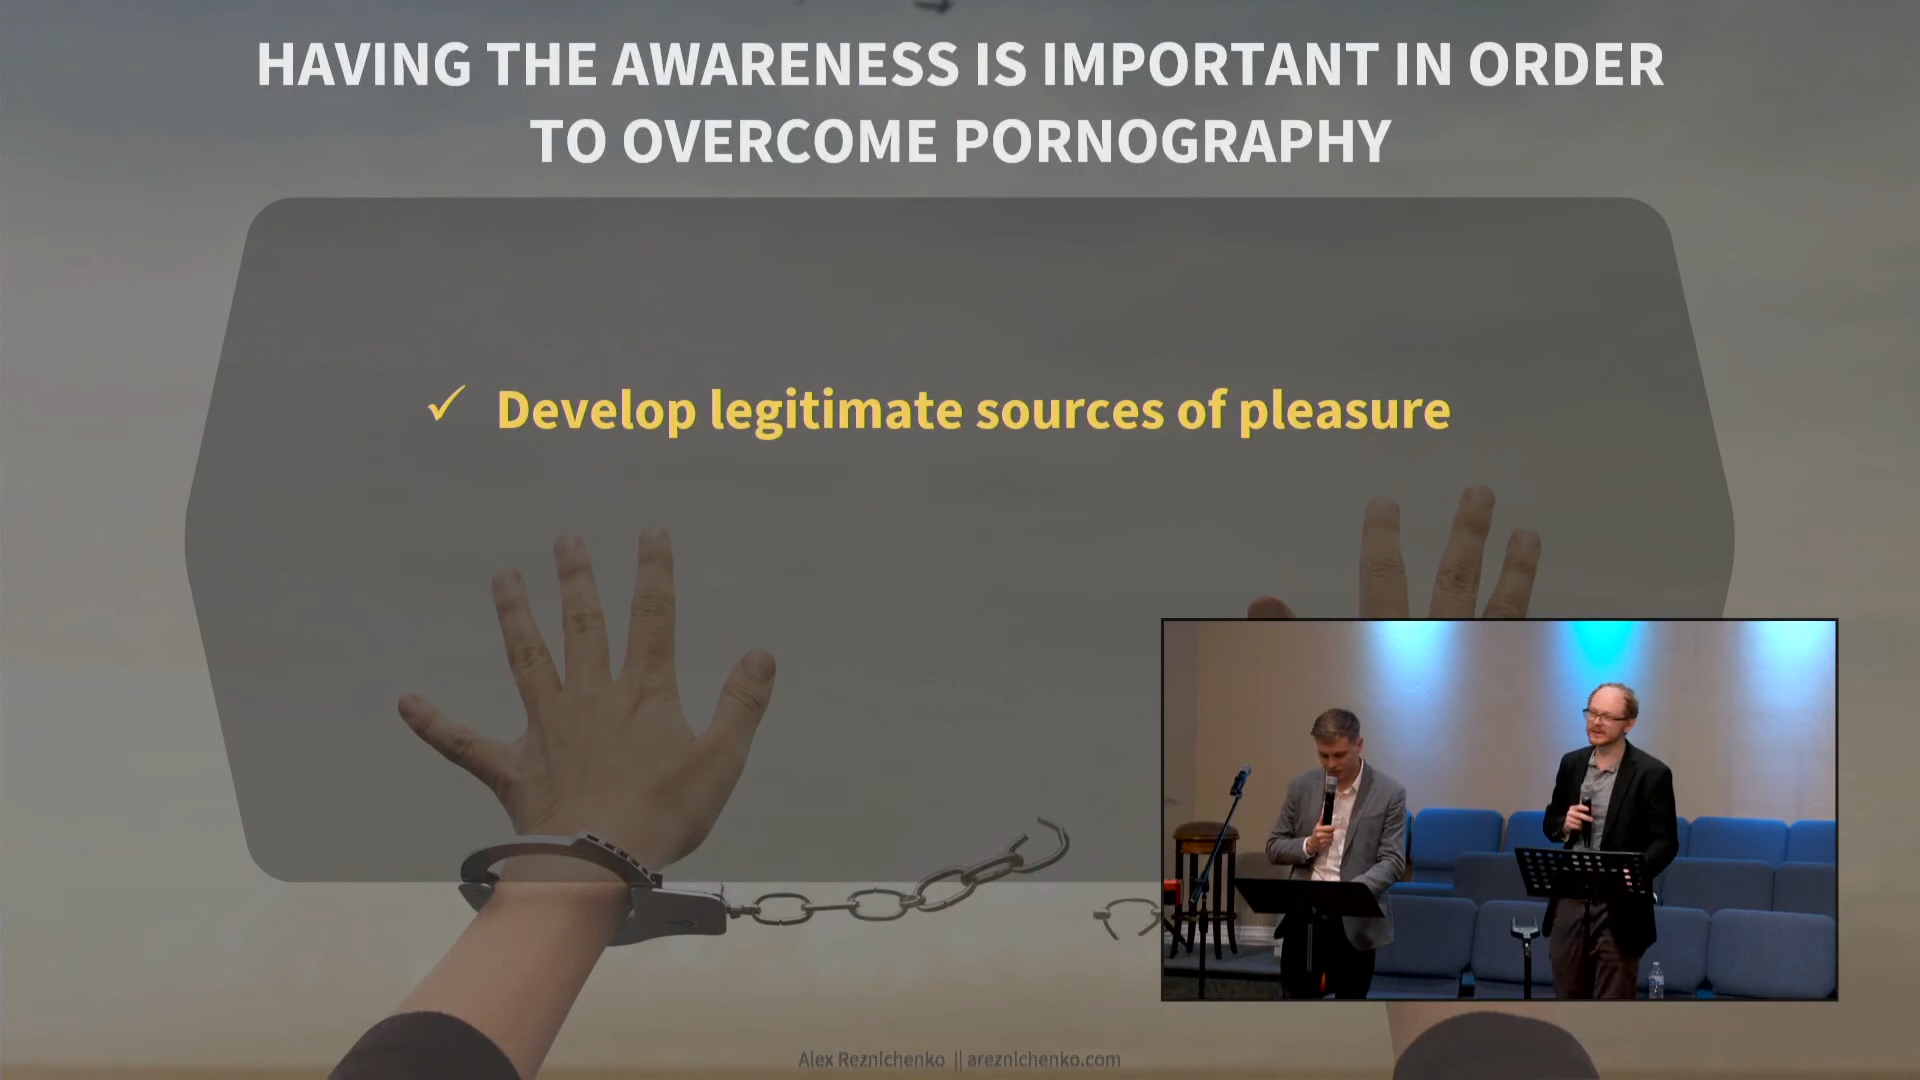 HAVING THE AWARENESS IS IMPORTANT IN ORDER
TO OVERCOME PORNOGRAPHY
✓ Develop legitimate sources of pleasure
Alex Reznichenko || areznichenko.com